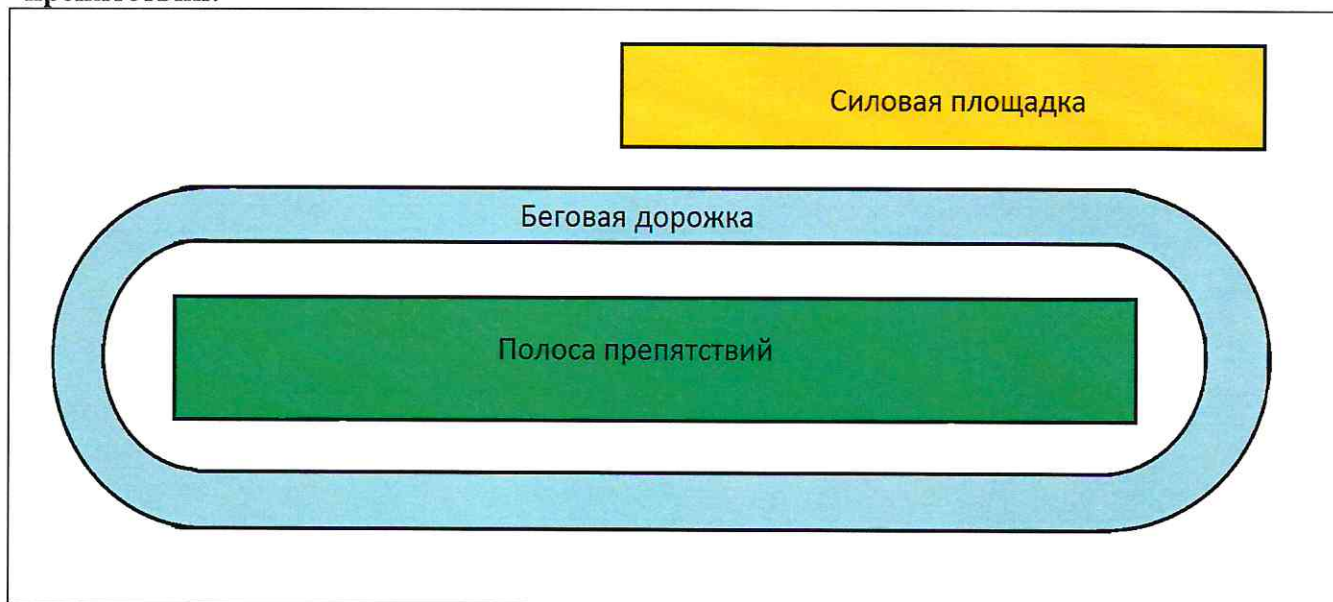 Силовая площадка
Беговая дорожка
Полоса препятствий